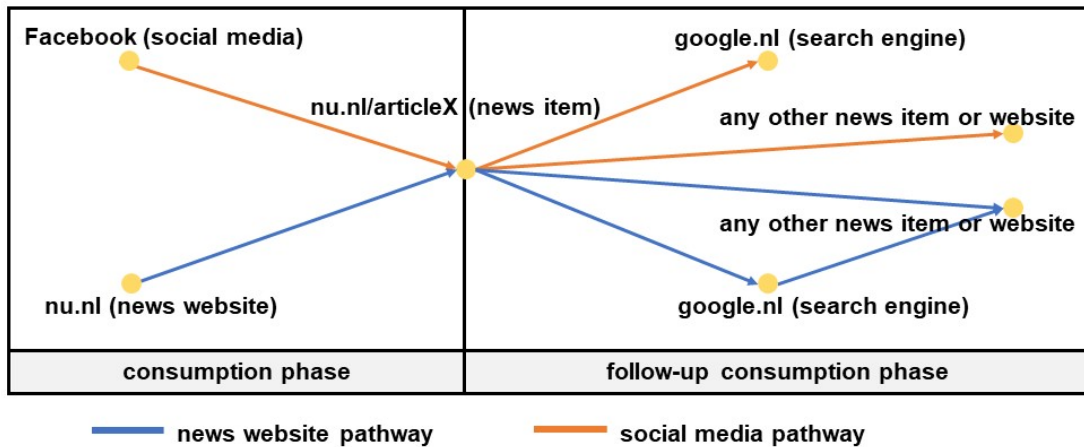 Facebook (social media)
google.nl (search engine)
nu.nl/articleX (news item)
any other news item or website
any other news item or website
nu.nl (news website)
google.nl (search engine)
consumption phase
follow-up consumption phase
news website pathway
social media pathway